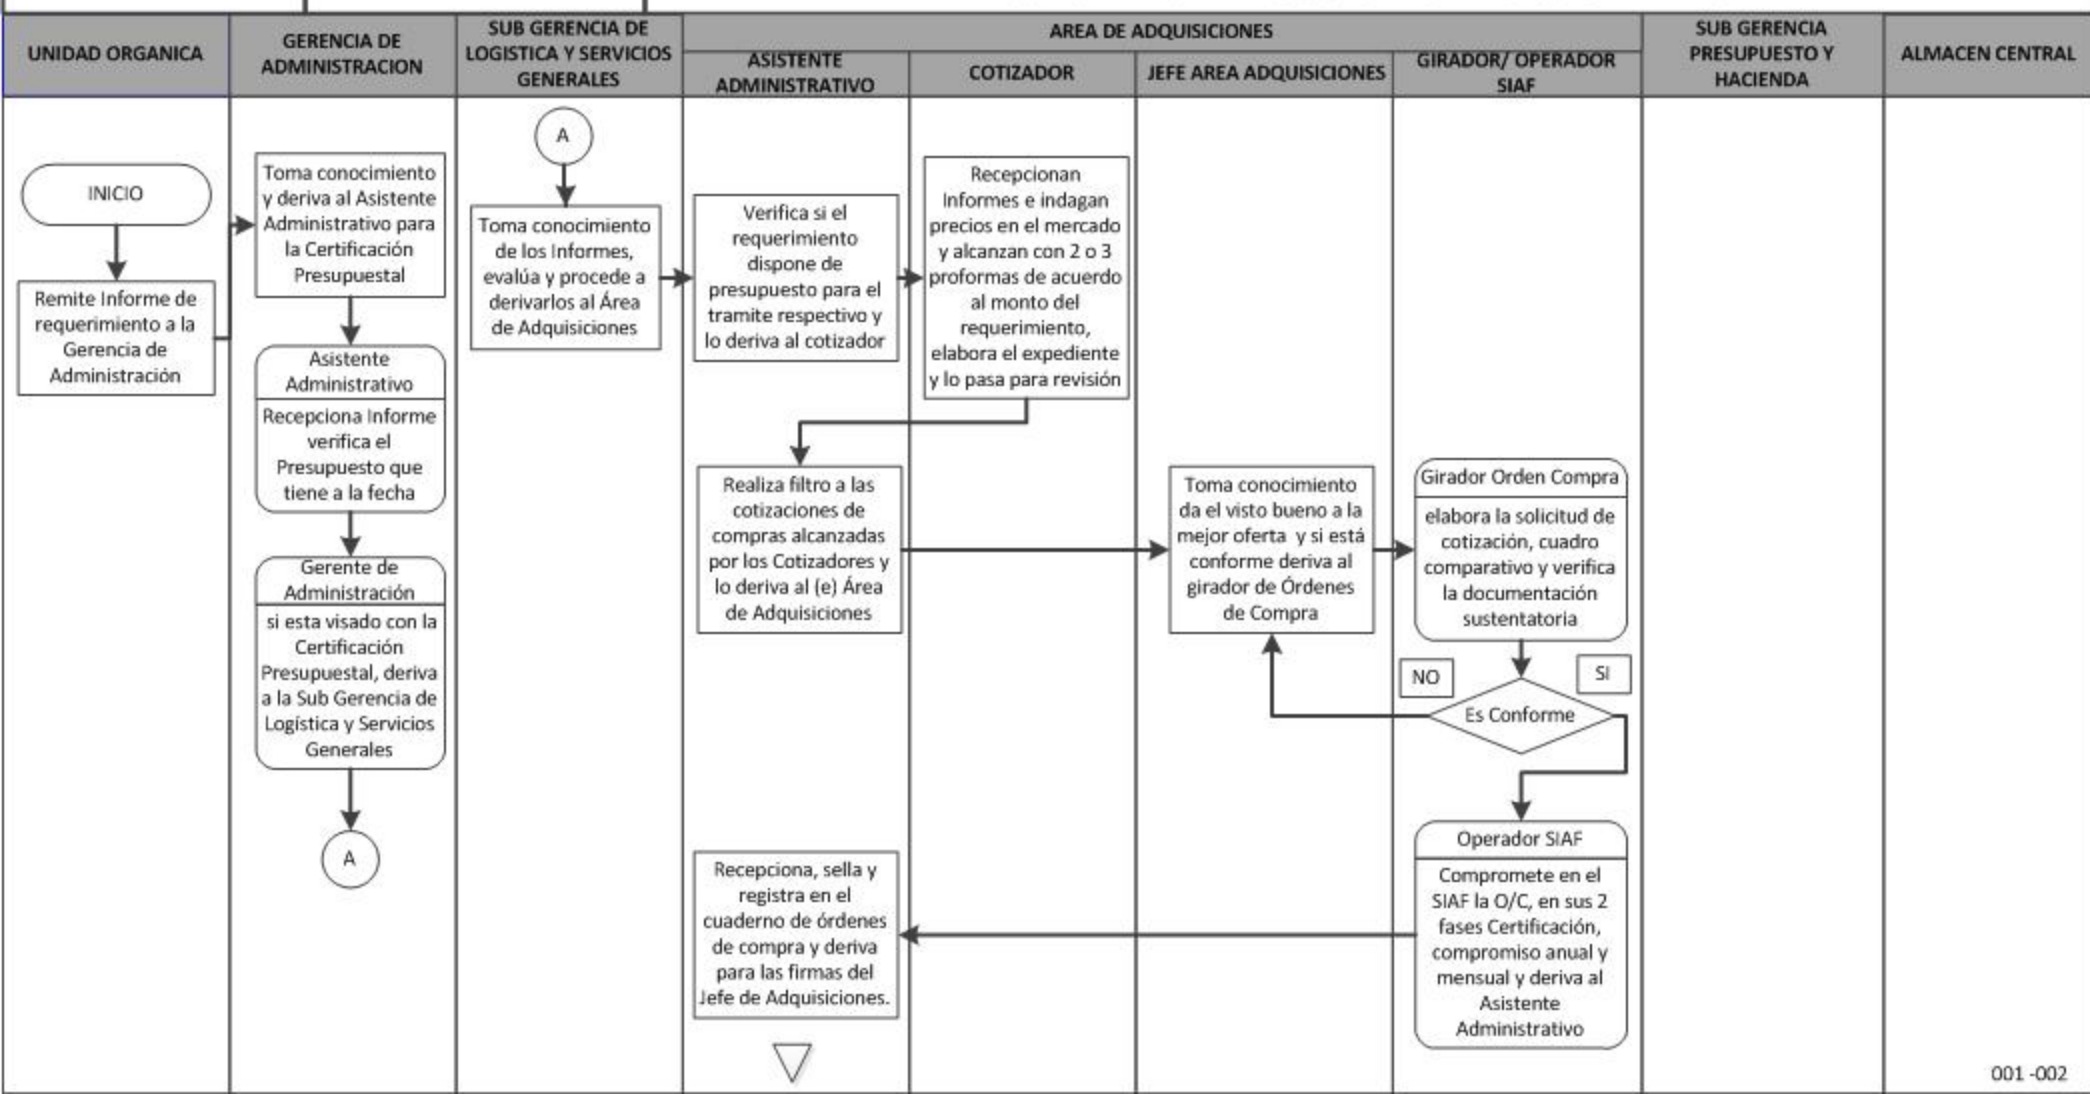 UNIDAD ORGANICA
GERENCIA DE
ADMINISTRACION
SUB GERENCIA DE
LOGISTICA Y SERVICIOS
GENERALES
AREA DE ADQUISICIONES
ASISTENTE
ADMINISTRATIVO
COTIZADOR
JEFE AREA ADQUISICIONES
GIRADOR/ OPERADOR
SIAF
SUB GERENCIA
PRESUPUESTO Y
HACIENDA
ALMACEN CENTRAL
INICIO
Remite Informe de
requerimiento a la
Gerencia de
Administración
Toma conocimiento
y deriva al Asistente
Administrativo para
la Certificación
Presupuestal
Asistente
Administrativo
Recepciona Informe
verifica el
Presupuesto que
tiene a la fecha
Gerente de
Administración
si esta visado con la
Certificación
Presupuestal, deriva
a la Sub Gerencia de
Logística y Servicios
Generales
A
A
Toma conocimiento
de los Informes,
evalúa y procede a
derivarlos al Área
de Adquisiciones
Verifica si el
requerimiento
dispone de
presupuesto para el
tramite respectivo y
lo deriva al cotizador
Recepcionan
Informes e indagan
precios en el mercado
y alcanzan con 2 o 3
proformas de acuerdo
al monto del
requerimiento,
elabora el expediente
y lo pasa para revisión
Realiza filtro a las
cotizaciones de
compras alcanzadas
por los Cotizadores y
lo deriva al (e) Área
de Adquisiciones
Toma conocimiento
da el visto bueno a la
mejor oferta y si está
conforme deriva al
girador de Órdenes
de Compra
Girador Orden Compra
elabora la solicitud de
cotización, cuadro
comparativo y verifica
la documentación
sustentatoria
NO
SI
Es Conforme
Operador SIAF
Compromete en el
SIAF la O/C, en sus 2
fases Certificación,
compromiso anual y
mensual y deriva al
Asistente
Administrativo
Recepciona, sella y
registra en el
cuaderno de órdenes
de compra y deriva
para las firmas del
Jefe de Adquisiciones.
001 -002